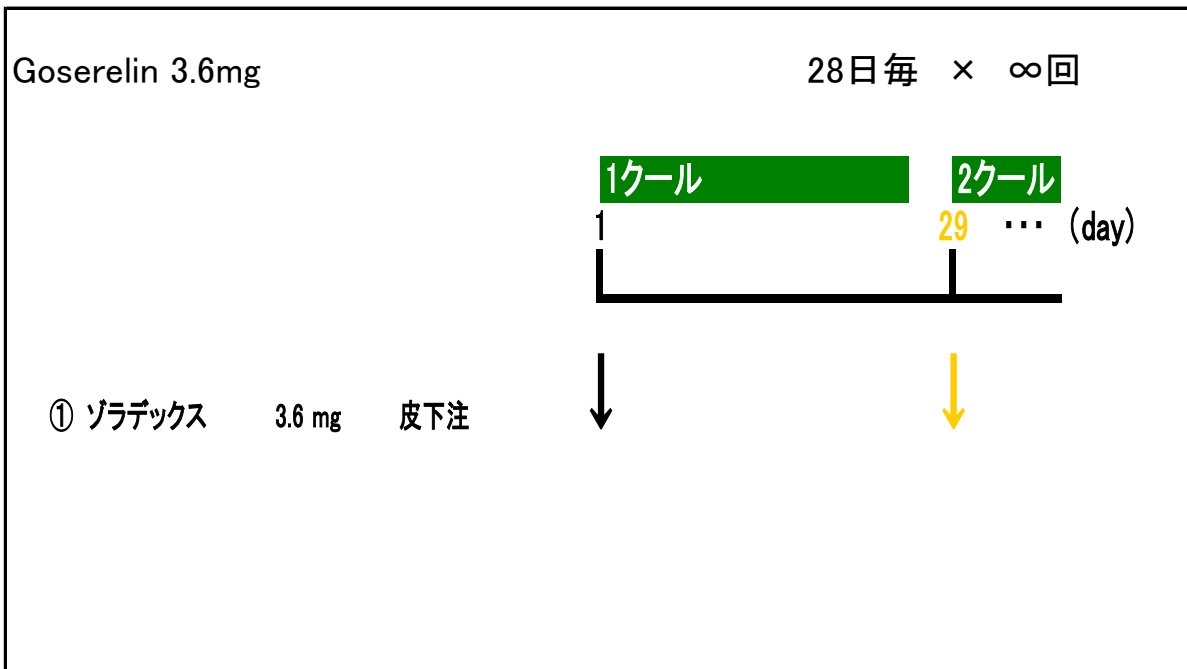 Goserelin 3.6mg 28日毎 × ∞回
1クール 2クール
1 29 ··· (day)
① ゾラデックス 3.6 mg 皮下注